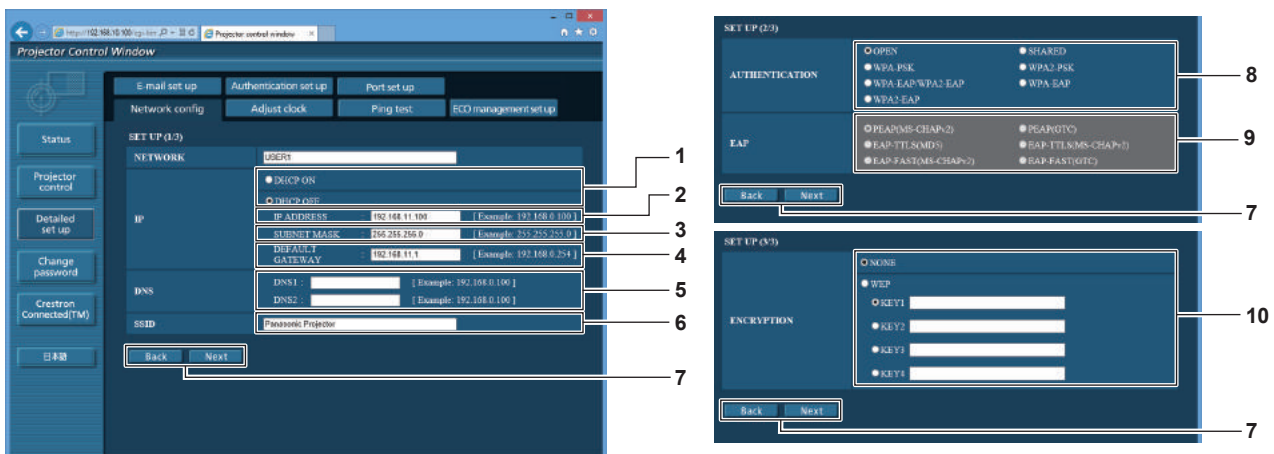 Projector control window
Projector Control Window
E-mail set up
Authentication set up
Port set up
Network config
Adjust clock
Ping test
ECO management set up
Status
Projector
control
Detailed
set up
Change
password
Crestron
Connected(TM)
日本語
SET UP (1/3)
NETWORK
USER1
IP
DHCP ON
DHCP OFF
IP ADDRESS : 192.168.11.100 [ Example: 192.168.0.100 ]
SUBNET MASK : 255.255.255.0 [ Example: 255.255.255.0 ]
DEFAULT
GATEWAY : 192.168.11.1 [ Example: 192.168.0.254 ]
DNS
DNS1 : [ Example: 192.168.0.100 ]
DNS2 : [ Example: 192.168.0.100 ]
SSID
Panasonic Projector
Back Next
1
2
3
4
5
6
7
SET UP (2/3)
AUTHENTICATION
OPEN SHARED
WPA-PSK WPA2-PSK
WPA-EAP/WPA2-EAP WPA-EAP
WPA2-EAP
8
EAP
PEAP(MS-CHAPv2) PEAP(GTC)
EAP-TTLS(MD5) EAP-TTLS(MS-CHAPv2)
EAP-FAST(MS-CHAPv2) EAP-FAST(GTC)
9
Back Next
7
SET UP (3/3)
ENCRYPTION
NONE
WEP
KEY1
KEY2
KEY3
KEY4
10
Back Next
7